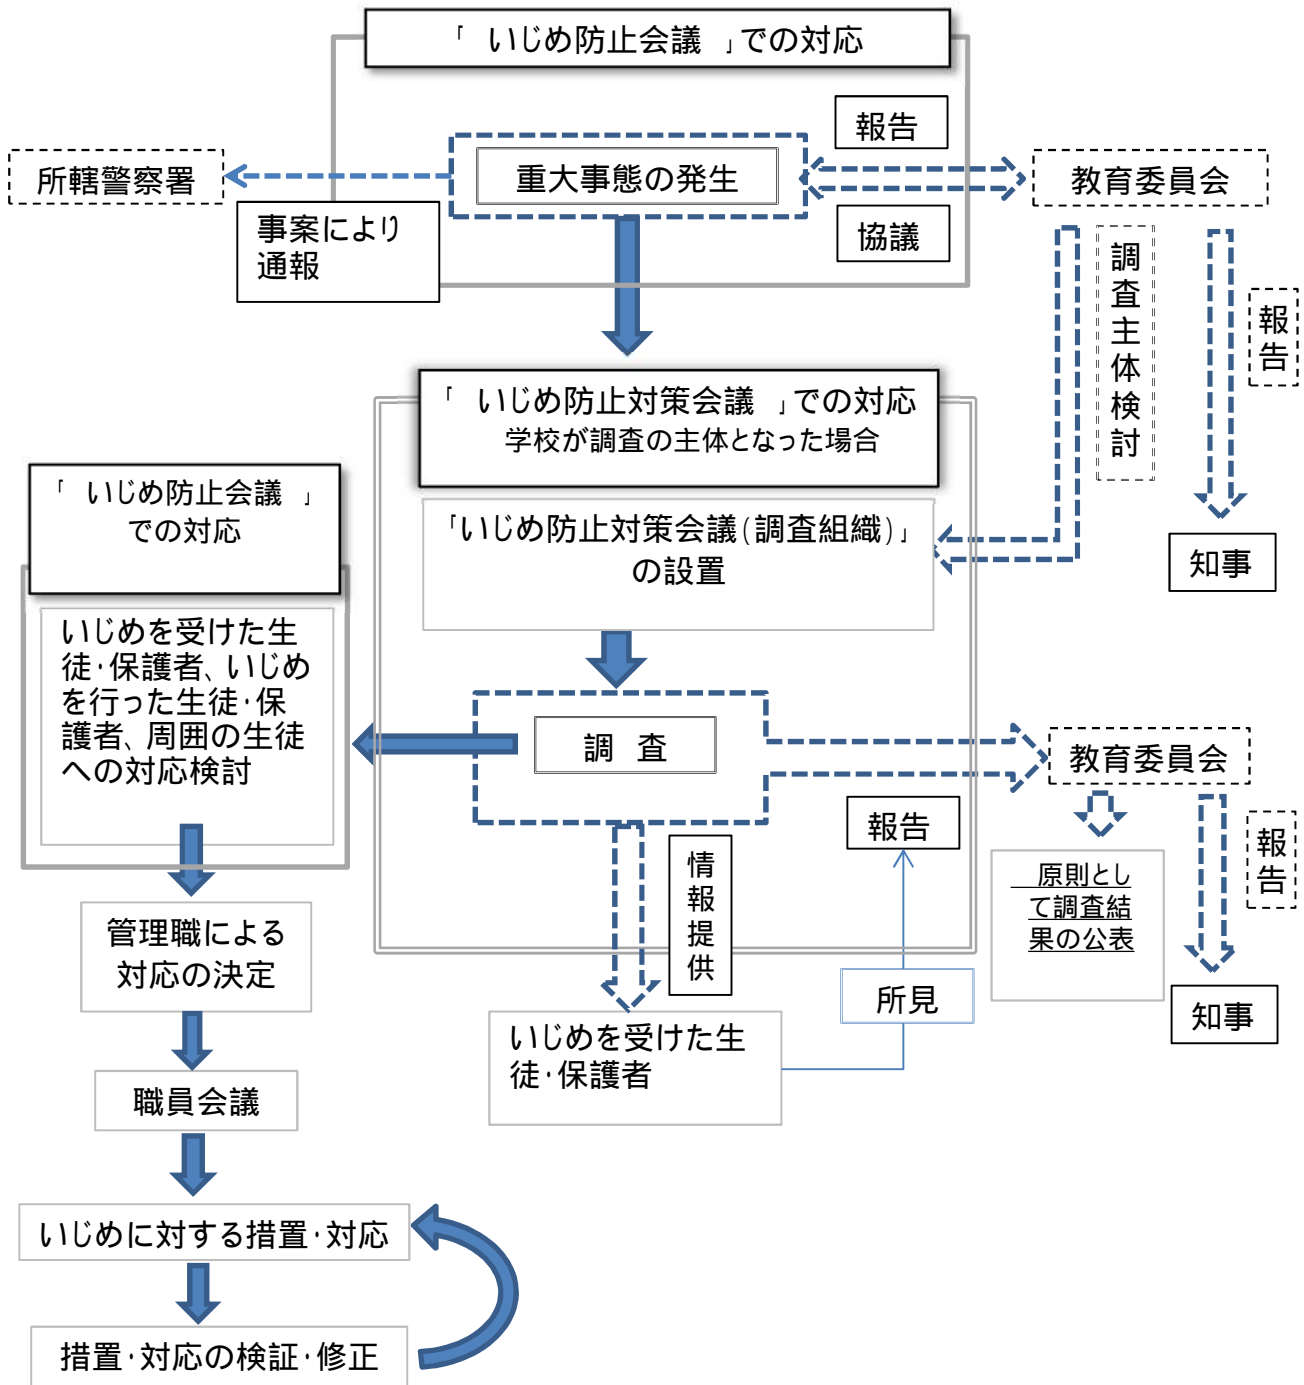 「 いじめ防止会議 」での対応
報告
所轄警察署
重大事態の発生
教育委員会
事案により
通報
協議
調査主体検討
報告
「 いじめ防止対策会議 」での対応
学校が調査の主体となった場合
「 いじめ防止会議 」
での対応
「いじめ防止対策会議(調査組織)」
の設置
知事
いじめを受けた生
徒・保護者、いじめ
を行った生徒・保
護者、周囲の生徒
への対応検討
調 査
教育委員会
報告
情報提供
報告
原則とし
て調査結
果の公表
管理職による
対応の決定
所見
知事
いじめを受けた生
徒・保護者
職員会議
いじめに対する措置・対応
措置・対応の検証・修正